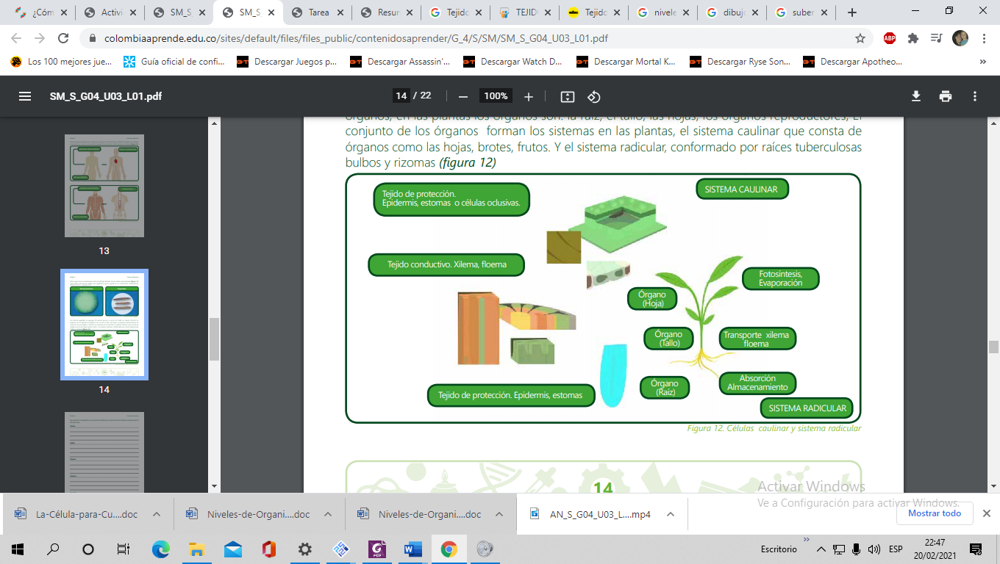 ¿Cóm
Activi
SM_S_
SM_S
Tarea
Resur
Tejido
TEJID
Tejido
nivele
dibujo
suber
colombiaaprende.edu.co/sites/default/files/files_public/contenidosaprender/G_4/S/SM/SM_S_G04_U03_L01.pdf
ABP
Los 100 mejores jue...
Guía oficial de confi...
Descargar Juegos p...
Descargar Assassin'...
Descargar Watch D...
Descargar Mortal K...
Descargar Ryse Son...
Descargar Apotheo...
SM_S_G04_U03_L01.pdf
14 / 22
100%
13
14
órganos, en las plantas los órganos son: la raíz, el tallo, las hojas, los órganos reproductores, El
conjunto de los órganos forman los sistemas en las plantas, el sistema caulinar que consta de
órganos como las hojas, brotes, frutos. Y el sistema radicular, conformado por raíces tuberculosas
bulbos y rizomas (figura 12)
Tejido de protección.
Epidermis, estomas o células oclusivas.
SISTEMA CAULINAR
Tejido conductivo. Xilema, floema
Fotosíntesis,
Evaporación
Órgano
(Hoja)
Órgano
(Tallo)
Transporte xilema
floema
Absorción
Almacenamiento
Órgano
(Raíz)
Tejido de protección. Epidermis, estomas
SISTEMA RADICULAR
Figura 12. Células caulinar y sistema radicular
14
Activar Windows
Ve a Configuración para activar Windows.
La-Célula-para-Cu....doc
Niveles-de-Organi....doc
Niveles-de-Organi....doc
AN_S_G04_U03_L....mp4
Mostrar todo
Escritorio
ESP
22:47
20/02/2021